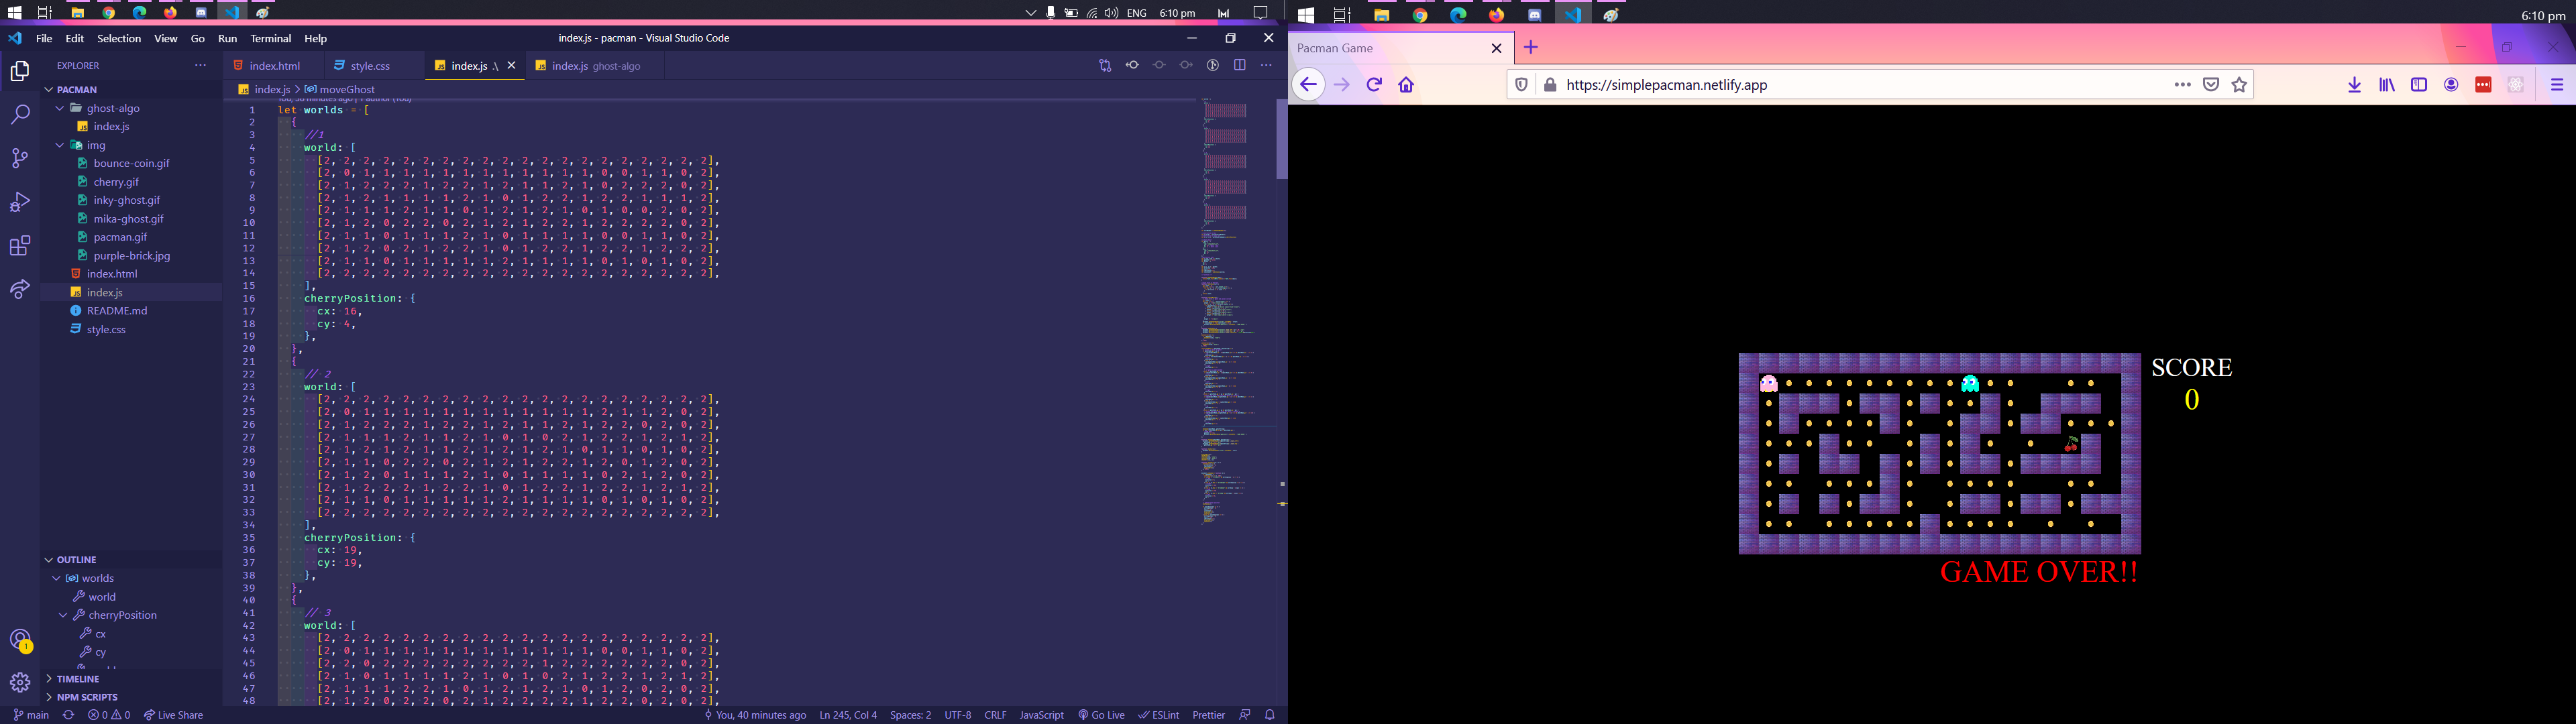 ENG 6:10 pm
File Edit Selection View Go Run Terminal Help
index.js - pacman - Visual Studio Code
EXPLORER
PACMAN
ghost-algo
index.js
img
bounce-coin.gif
cherry.gif
inky-ghost.gif
mika-ghost.gif
pacman.gif
purple-brick.jpg
index.html
index.js
README.md
style.css
OUTLINE
worlds
world
cherryPosition
cx
cy
TIMELINE
NPM SCRIPTS
index.html style.css index.js .\ index.js ghost-algo
index.js > moveGhost
You, 38 minutes ago | 1 author (You)
1 let worlds = [
2 {
3 //1
4 world: [
5 [2, 2, 2, 2, 2, 2, 2, 2, 2, 2, 2, 2, 2, 2, 2, 2, 2, 2, 2, 2],
6 [2, 0, 1, 1, 1, 1, 1, 1, 1, 1, 1, 1, 1, 1, 0, 0, 1, 1, 0, 2],
7 [2, 1, 2, 2, 2, 1, 2, 2, 1, 2, 1, 1, 2, 1, 0, 2, 2, 2, 0, 2],
8 [2, 1, 2, 1, 1, 1, 1, 2, 1, 0, 1, 2, 2, 1, 2, 2, 1, 1, 1, 2],
9 [2, 1, 1, 1, 2, 1, 1, 0, 1, 2, 1, 2, 1, 0, 1, 0, 0, 2, 0, 2],
10 [2, 1, 2, 0, 2, 2, 0, 2, 1, 2, 1, 2, 2, 1, 2, 2, 2, 2, 0, 2],
11 [2, 1, 1, 0, 1, 1, 1, 2, 1, 0, 1, 1, 1, 1, 0, 0, 1, 1, 0, 2],
12 [2, 1, 2, 0, 2, 1, 2, 2, 1, 0, 1, 2, 2, 1, 2, 2, 1, 2, 2, 2],
13 [2, 1, 1, 0, 1, 1, 1, 1, 1, 2, 1, 1, 1, 1, 0, 1, 0, 1, 0, 2],
14 [2, 2, 2, 2, 2, 2, 2, 2, 2, 2, 2, 2, 2, 2, 2, 2, 2, 2, 2, 2],
15 ],
16 cherryPosition: {
17 cx: 16,
18 cy: 4,
19 },
20 },
21 {
22 // 2
23 world: [
24 [2, 2, 2, 2, 2, 2, 2, 2, 2, 2, 2, 2, 2, 2, 2, 2, 2, 2, 2, 2],
25 [2, 0, 1, 1, 1, 1, 1, 1, 1, 1, 1, 1, 1, 1, 2, 1, 1, 2, 0, 2],
26 [2, 1, 2, 2, 2, 1, 2, 1, 1, 2, 1, 1, 2, 1, 2, 2, 0, 2, 0, 2],
27 [2, 1, 1, 1, 2, 1, 1, 2, 1, 0, 1, 0, 2, 1, 2, 2, 1, 2, 1, 2],
28 [2, 1, 2, 1, 2, 1, 1, 2, 1, 2, 1, 2, 1, 0, 1, 1, 0, 1, 0, 2],
29 [2, 1, 1, 0, 2, 2, 0, 2, 1, 2, 1, 2, 2, 1, 2, 0, 1, 2, 0, 2],
30 [2, 1, 2, 0, 1, 1, 1, 2, 1, 0, 1, 1, 1, 1, 2, 0, 1, 2, 0, 2],
31 [2, 1, 2, 2, 2, 1, 2, 2, 1, 0, 1, 2, 2, 1, 2, 2, 1, 2, 1, 2],
32 [2, 1, 1, 0, 1, 1, 1, 1, 1, 2, 1, 1, 1, 1, 0, 1, 0, 1, 0, 2],
33 [2, 2, 2, 2, 2, 2, 2, 2, 2, 2, 2, 2, 2, 2, 2, 2, 2, 2, 2, 2],
34 ],
35 cherryPosition: {
36 cx: 19,
37 cy: 19,
38 },
39 },
40 {
41 // 3
42 world: [
43 [2, 2, 2, 2, 2, 2, 2, 2, 2, 2, 2, 2, 2, 2, 2, 2, 2, 2, 2, 2],
44 [2, 0, 1, 1, 1, 1, 1, 1, 1, 1, 1, 1, 1, 1, 0, 0, 1, 1, 0, 2],
45 [2, 2, 0, 2, 2, 2, 2, 2, 2, 2, 2, 1, 2, 2, 2, 2, 2, 2, 0, 2],
46 [2, 1, 0, 1, 1, 1, 1, 2, 1, 0, 1, 0, 2, 1, 2, 2, 1, 2, 1, 2],
47 [2, 1, 1, 1, 2, 2, 1, 0, 1, 2, 1, 2, 1, 0, 1, 2, 0, 2, 0, 2],
48 [2, 1, 2, 0, 2, 2, 0, 2, 1, 2, 2, 2, 2, 1, 2, 2, 2, 2, 0, 2],
main 0 0 Live Share
You, 40 minutes ago Ln 245, Col 4 Spaces: 2 UTF-8 CRLF JavaScript Go Live ESLint Prettier
6:10 pm
Pacman Game
https://simplepacman.netlify.app
SCORE
0
GAME OVER!!